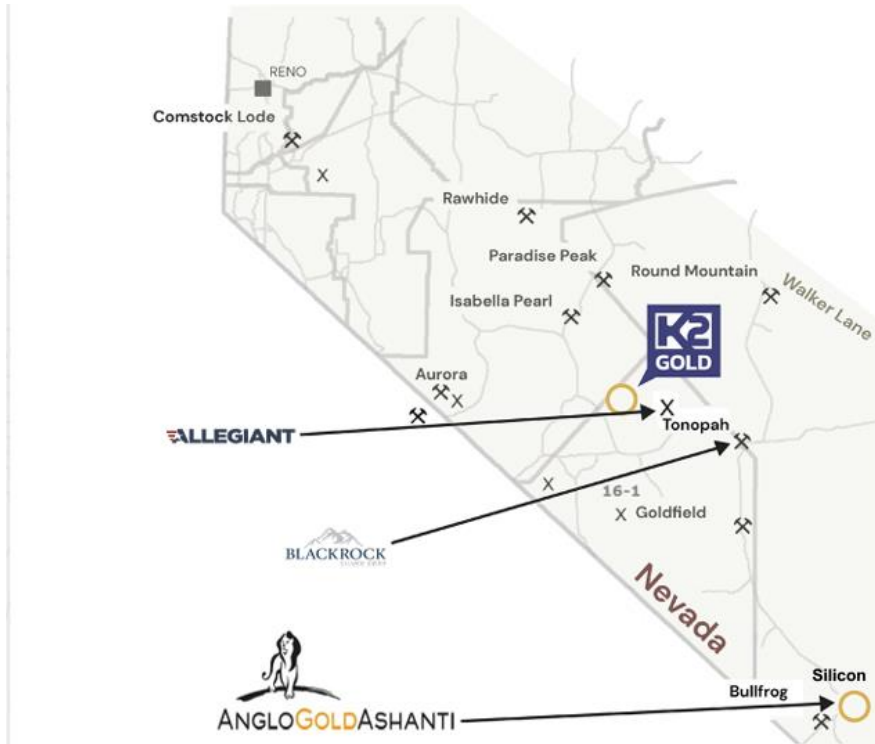 RENO
Comstock Lode
Rawhide
Paradise Peak
Round Mountain
Walker Lane
Isabella Pearl
K2
GOLD
Aurora
ALLEGIANT
Tonopah
16-1
Goldfield
BLACKROCK
Nevada
Silicon
Bullfrog
ANGLOGOLDASHANTI